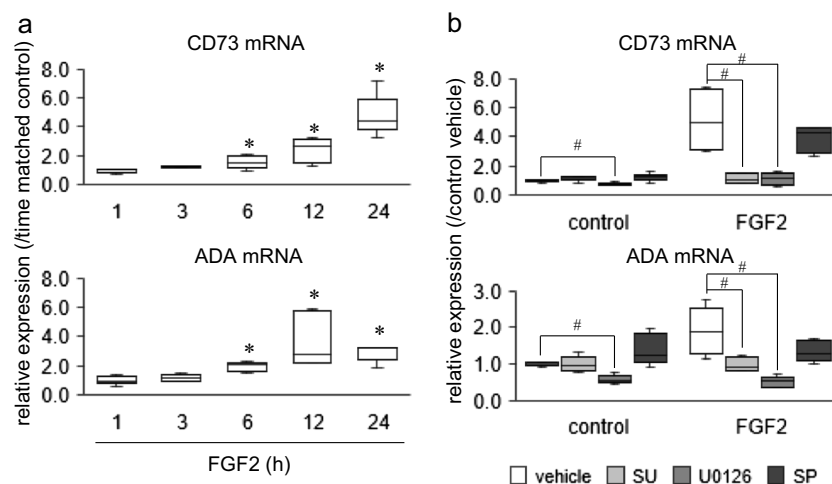 a
CD73 mRNA
8.0
*
6.0
*
4.0
*
2.0
0.0
1 3 6 12 24
ADA mRNA
8.0
*
6.0
*
4.0
*
2.0
0.0
1 3 6 12 24
FGF2 (h)
relative expression (/time matched control)
b
CD73 mRNA
8.0
#
#
6.0
4.0
#
2.0
0.0
control FGF2
ADA mRNA
#
3.0
#
2.0
#
1.0
0.0
control FGF2
relative expression (/control vehicle)
vehicle SU U0126 SP